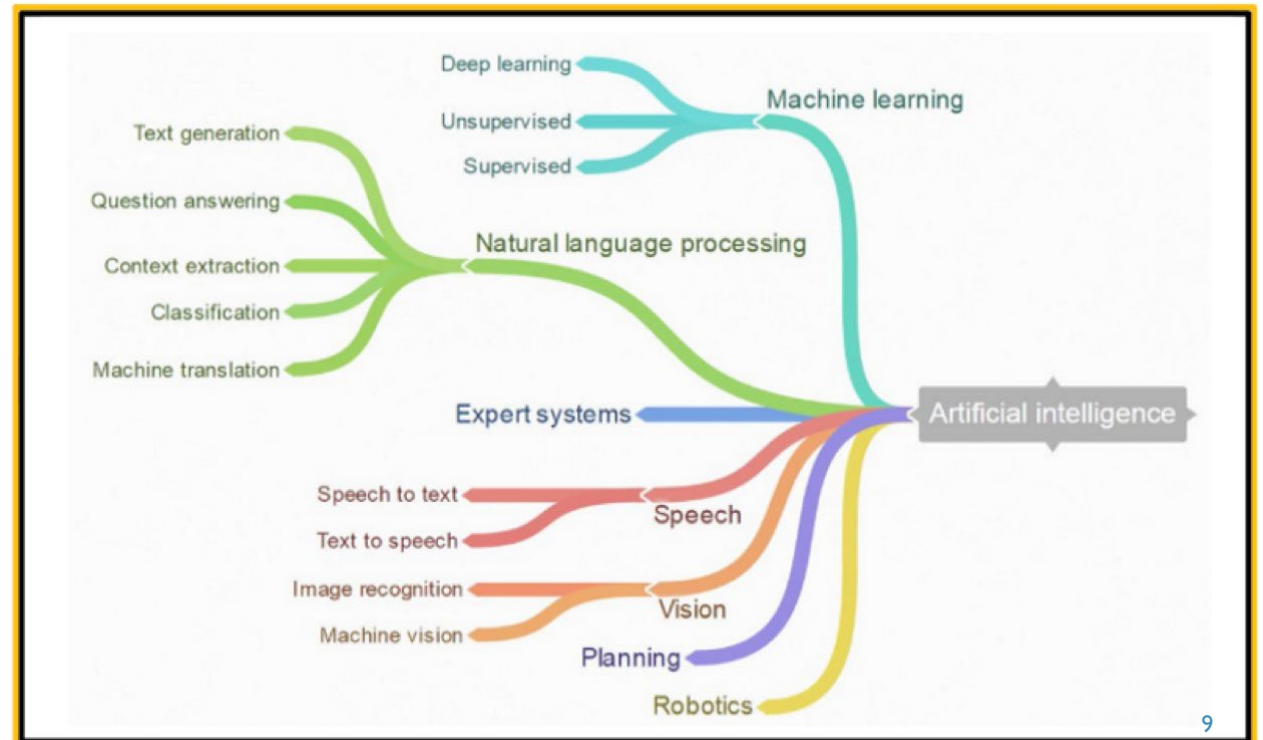 Deep learning
Machine learning
Unsupervised
Supervised
Text generation
Question answering
Natural language processing
Context extraction
Classification
Machine translation
Expert systems
Artificial intelligence
Speech to text
Speech
Text to speech
Image recognition
Vision
Machine vision
Planning
Robotics
9